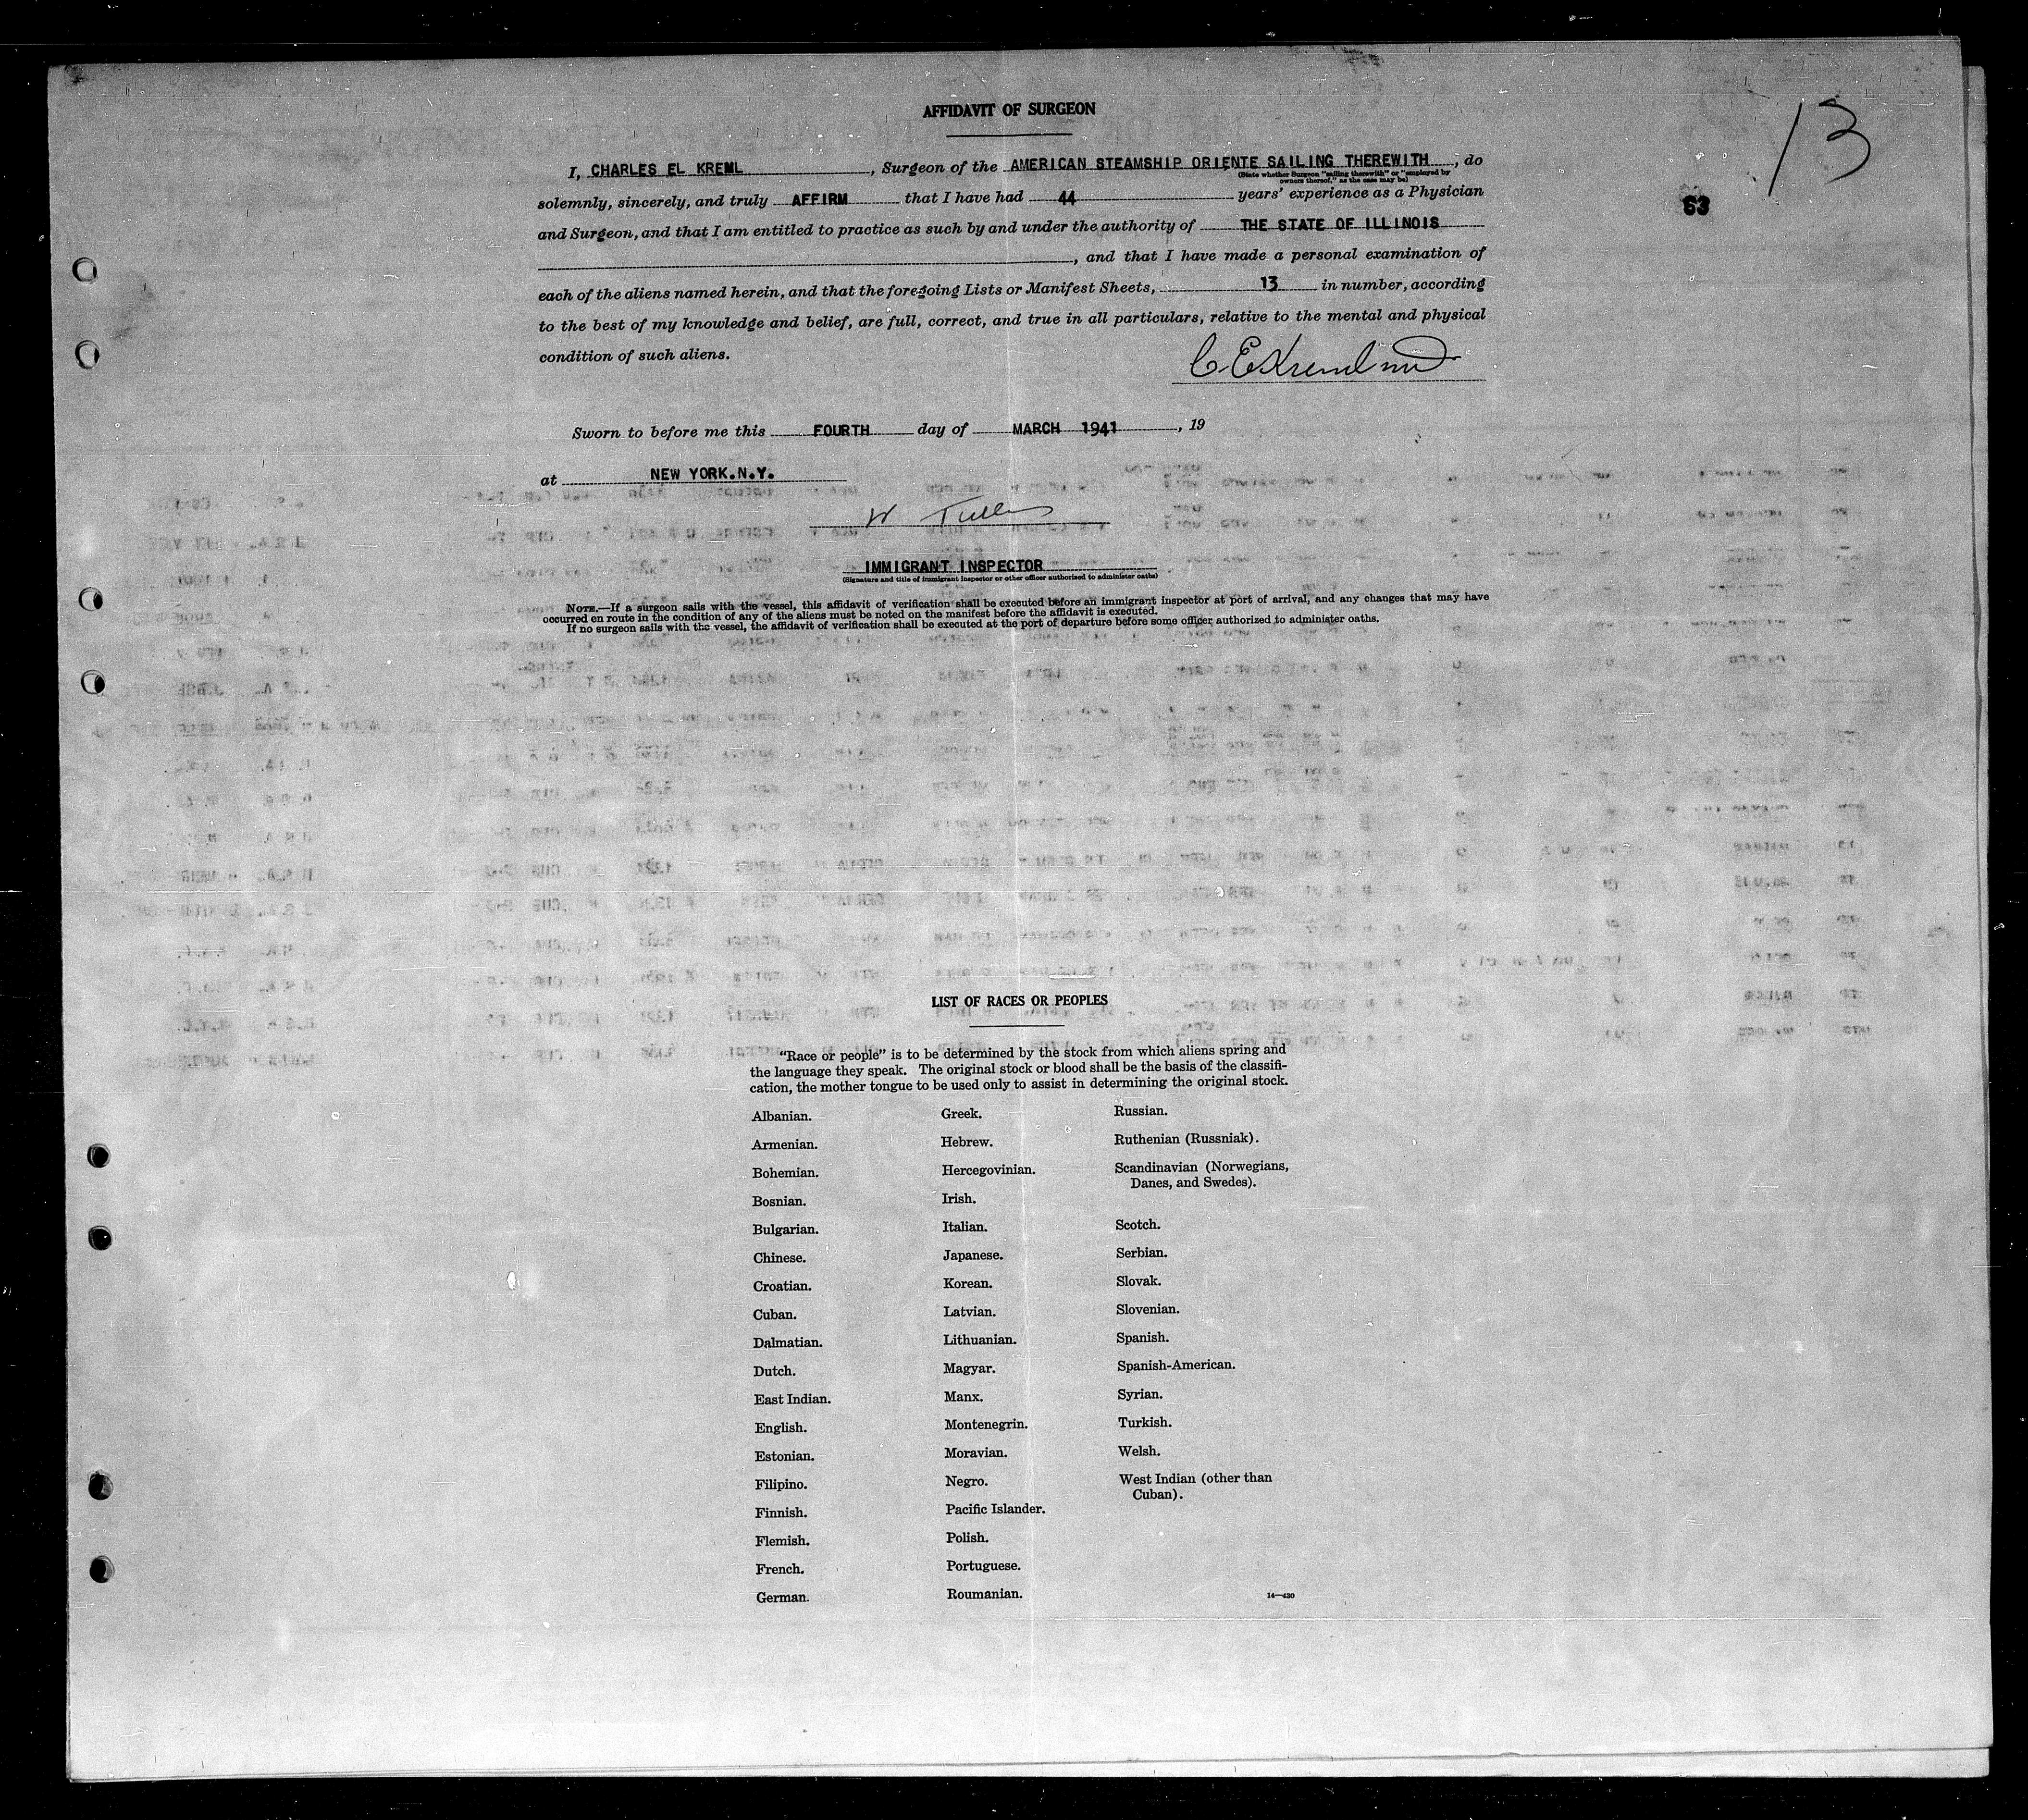 AFFIDAVIT OF SURGEON
13
I, CHARLES EL KREML, Surgeon of the AMERICAN STEAMSHIP ORIENTE SAILING THEREWITH, do
(State whether Surgeon "sailing therewith" or "employed by
owners thereof," as the case may be)
solemnly, sincerely, and truly AFFIRM that I have had 44 years' experience as a Physician
63
and Surgeon, and that I am entitled to practice as such by and under the authority of THE STATE OF ILLINOIS
, and that I have made a personal examination of
each of the aliens named herein, and that the foregoing Lists or Manifest Sheets, 13 in number, according
to the best of my knowledge and belief, are full, correct, and true in all particulars, relative to the mental and physical
condition of such aliens.
C E Kreml MD
Sworn to before me this FOURTH day of MARCH 1941, 19
at NEW YORK.N.Y.
W
IMMIGRANT INSPECTOR
(Signature and title of immigrant inspector or other officer authorized to administer oaths)
NOTE.—If a surgeon sails with the vessel, this affidavit of verification shall be executed before an immigrant inspector at port of arrival, and any changes that may have
occurred en route in the condition of any of the aliens must be noted on the manifest before the affidavit is executed.
If no surgeon sails with the vessel, the affidavit of verification shall be executed at the port of departure before some officer authorized to administer oaths.
LIST OF RACES OR PEOPLES
"Race or people" is to be determined by the stock from which aliens spring and
the language they speak. The original stock or blood shall be the basis of the classifi-
cation, the mother tongue to be used only to assist in determining the original stock.
Albanian.
Armenian.
Bohemian.
Bosnian.
Bulgarian.
Chinese.
Croatian.
Cuban.
Dalmatian.
Dutch.
East Indian.
English.
Estonian.
Filipino.
Finnish.
Flemish.
French.
German.
Greek.
Hebrew.
Hercegovinian.
Irish.
Italian.
Japanese.
Korean.
Latvian.
Lithuanian.
Magyar.
Manx.
Montenegrin.
Moravian.
Negro.
Pacific Islander.
Polish.
Portuguese.
Roumanian.
Russian.
Ruthenian (Russniak).
Scandinavian (Norwegians,
Danes, and Swedes).
Scotch.
Serbian.
Slovak.
Slovenian.
Spanish.
Spanish-American.
Syrian.
Turkish.
Welsh.
West Indian (other than
Cuban).
14—430